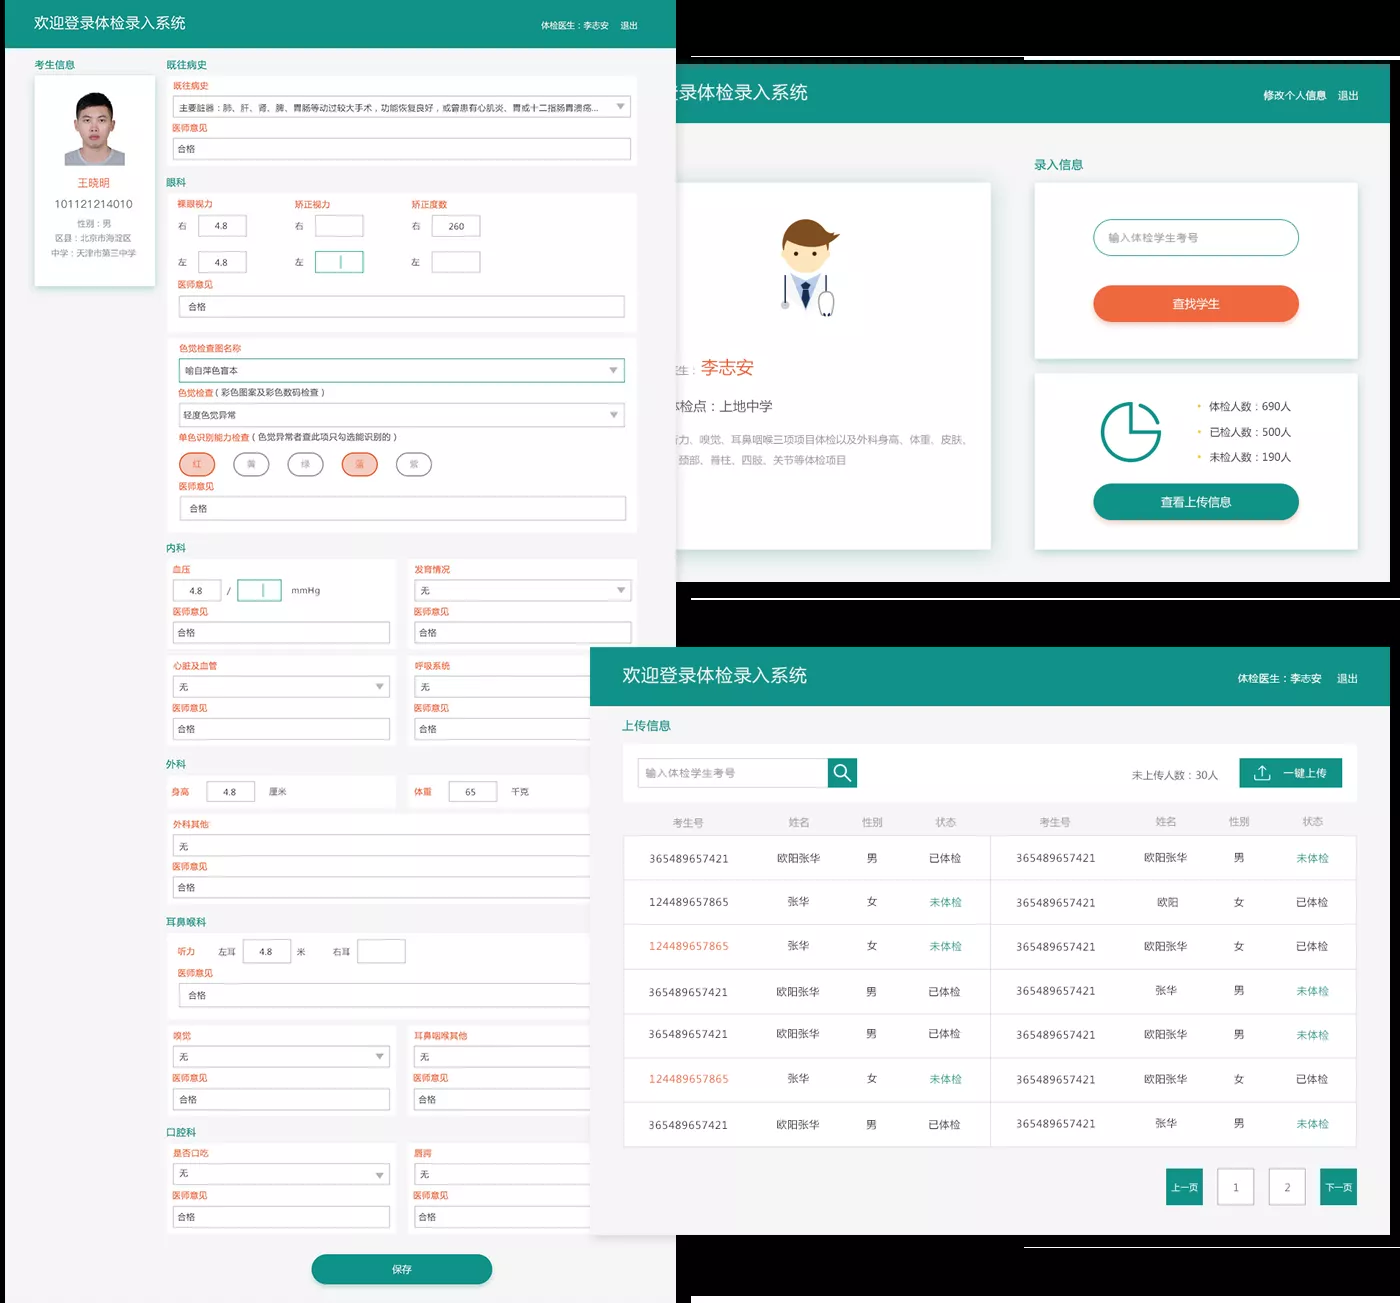 欢迎登录体检录入系统
体检医生：李志安 退出
考生信息
王晓明
101121214010
性别：男
区县：北京市海淀区
中学：天津市第三中学
既往病史
既往病史
主要脏器：肺、肝、肾、脾、胃肠等动过较大手术，功能恢复良好，或曾患有心肌炎、胃或十二指肠胃溃疡...
医师意见
合格
眼科
裸眼视力 矫正视力 矫正度数
右 4.8 右 右 260
左 4.8 左 左
医师意见
合格
色觉检查图名称
喻自萍色盲本
色觉检查（彩色图案及彩色数码检查）
轻度色觉异常
单色识别能力检查（色觉异常者查此项只勾选能识别的）
红 黄 绿 蓝 紫
医师意见
合格
内科
血压 发育情况
4.8 / mmHg 无
医师意见 医师意见
合格 合格
心脏及血管 呼吸系统
无 无
医师意见 医师意见
合格 合格
外科
身高 4.8 厘米 体重 65 千克
外科其他
无
医师意见
合格
耳鼻喉科
听力 左耳 4.8 米 右耳
医师意见
合格
嗅觉 耳鼻咽喉其他
无 无
医师意见 医师意见
合格 合格
口腔科
是否口吃 唇腭
无 无
医师意见 医师意见
合格 合格
保存
录体检录入系统
修改个人信息 退出
生：李志安
体检点：上地中学
听力、嗅觉、耳鼻咽喉三项项目体检以及外科身高、体重、皮肤、
颈部、脊柱、四肢、关节等体检项目
录入信息
输入体检学生考号
查找学生
体检人数：690人
已检人数：500人
未检人数：190人
查看上传信息
欢迎登录体检录入系统
体检医生：李志安 退出
上传信息
输入体检学生考号
未上传人数：30人
一键上传
考生号 姓名 性别 状态 考生号 姓名 性别 状态
365489657421 欧阳张华 男 已体检 365489657421 欧阳张华 男 未体检
124489657865 张华 女 未体检 365489657421 欧阳 女 已体检
124489657865 张华 女 未体检 365489657421 欧阳张华 女 已体检
365489657421 欧阳张华 男 已体检 365489657421 张华 男 未体检
365489657421 欧阳张华 男 已体检 365489657421 欧阳张华 男 未体检
124489657865 张华 女 未体检 365489657421 欧阳张华 女 已体检
365489657421 欧阳张华 男 已体检 365489657421 张华 男 未体检
上一页 1 2 下一页